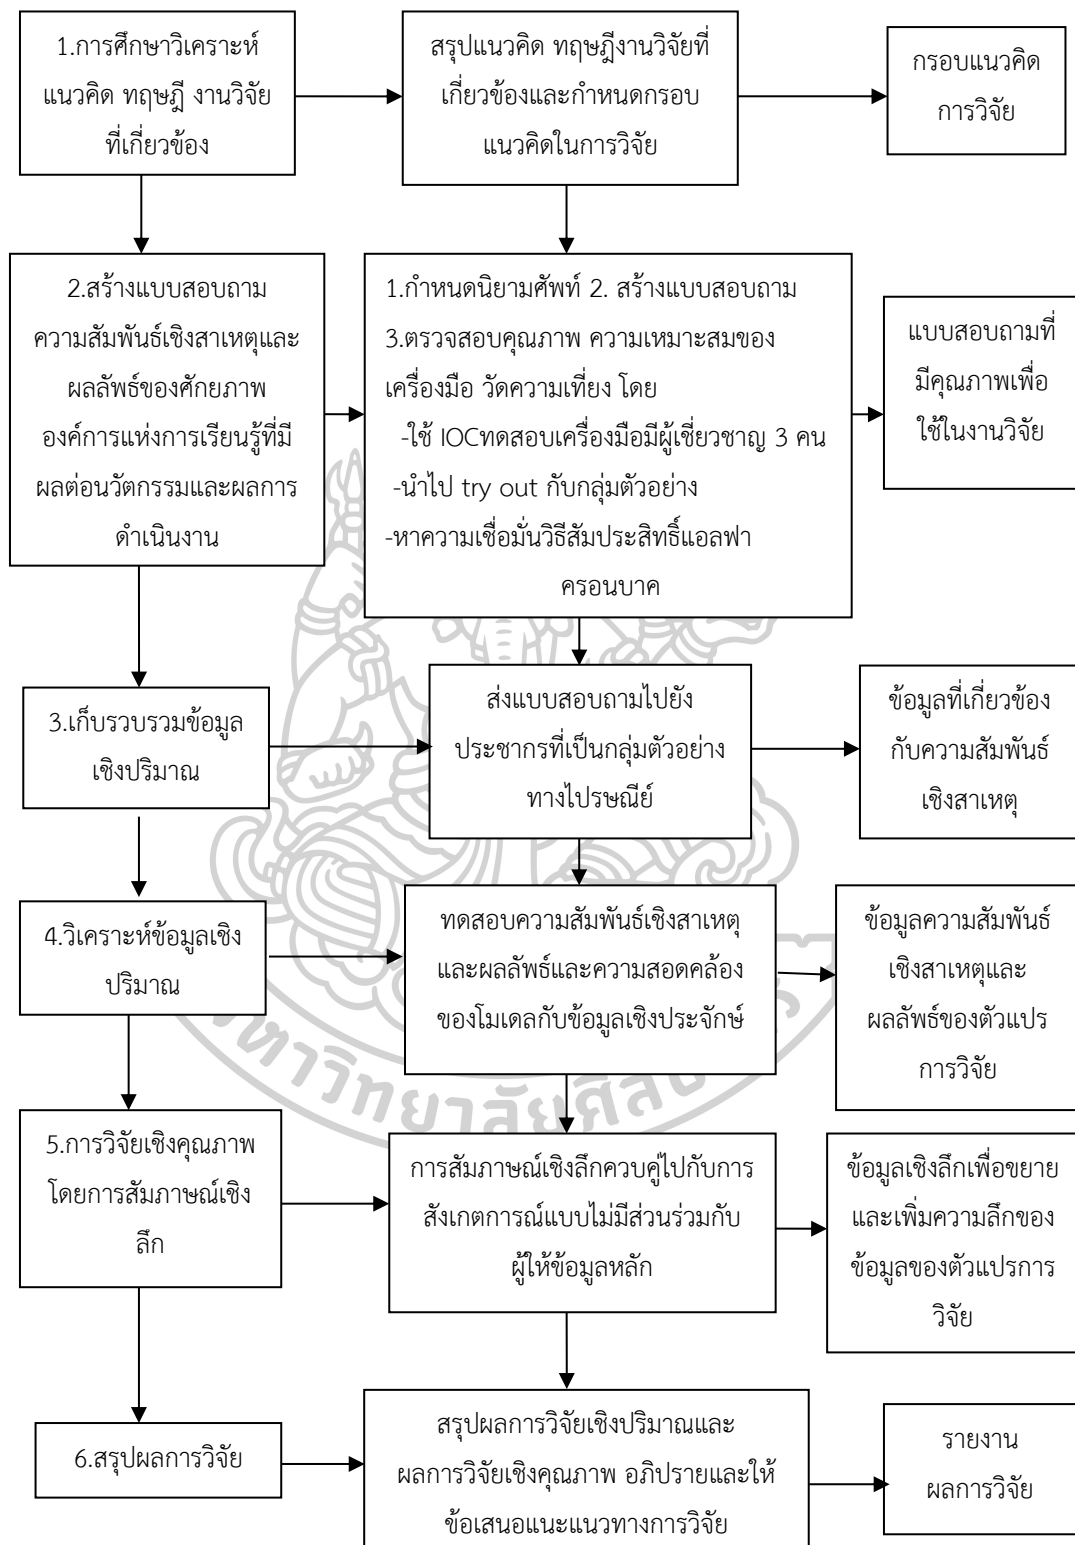 1.การศึกษาวิเคราะห์
แนวคิด ทฤษฎี งานวิจัย
ที่เกี่ยวข้อง
สรุปแนวคิด ทฤษฎีงานวิจัยที่
เกี่ยวข้องและกำหนดกรอบ
แนวคิดในการวิจัย
กรอบแนวคิด
การวิจัย
2.สร้างแบบสอบถาม
ความสัมพันธ์เชิงสาเหตุและ
ผลลัพธ์ของศักยภาพ
องค์การแห่งการเรียนรู้ที่มี
ผลต่อนวัตกรรมและผลการ
ดำเนินงาน
1.กำหนดนิยามศัพท์ 2. สร้างแบบสอบถาม
3.ตรวจสอบคุณภาพ ความเหมาะสมของ
เครื่องมือ วัดความเที่ยง โดย
-ใช้ IOCทดสอบเครื่องมือมีผู้เชี่ยวชาญ 3 คน
-นำไป try out กับกลุ่มตัวอย่าง
-หาความเชื่อมั่นวิธีสัมประสิทธิ์แอลฟา
ครอนบาค
แบบสอบถามที่
มีคุณภาพเพื่อ
ใช้ในงานวิจัย
3.เก็บรวบรวมข้อมูล
เชิงปริมาณ
ส่งแบบสอบถามไปยัง
ประชากรที่เป็นกลุ่มตัวอย่าง
ทางไปรษณีย์
ข้อมูลที่เกี่ยวข้อง
กับความสัมพันธ์
เชิงสาเหตุ
4.วิเคราะห์ข้อมูลเชิง
ปริมาณ
ทดสอบความสัมพันธ์เชิงสาเหตุ
และผลลัพธ์และความสอดคล้อง
ของโมเดลกับข้อมูลเชิงประจักษ์
ข้อมูลความสัมพันธ์
เชิงสาเหตุและ
ผลลัพธ์ของตัวแปร
การวิจัย
5.การวิจัยเชิงคุณภาพ
โดยการสัมภาษณ์เชิง
ลึก
การสัมภาษณ์เชิงลึกควบคู่ไปกับการ
สังเกตการณ์แบบไม่มีส่วนร่วมกับ
ผู้ให้ข้อมูลหลัก
ข้อมูลเชิงลึกเพื่อขยาย
และเพิ่มความลึกของ
ข้อมูลของตัวแปรการ
วิจัย
6.สรุปผลการวิจัย
สรุปผลการวิจัยเชิงปริมาณและ
ผลการวิจัยเชิงคุณภาพ อภิปรายและให้
ข้อเสนอแนะแนวทางการวิจัย
รายงาน
ผลการวิจัย